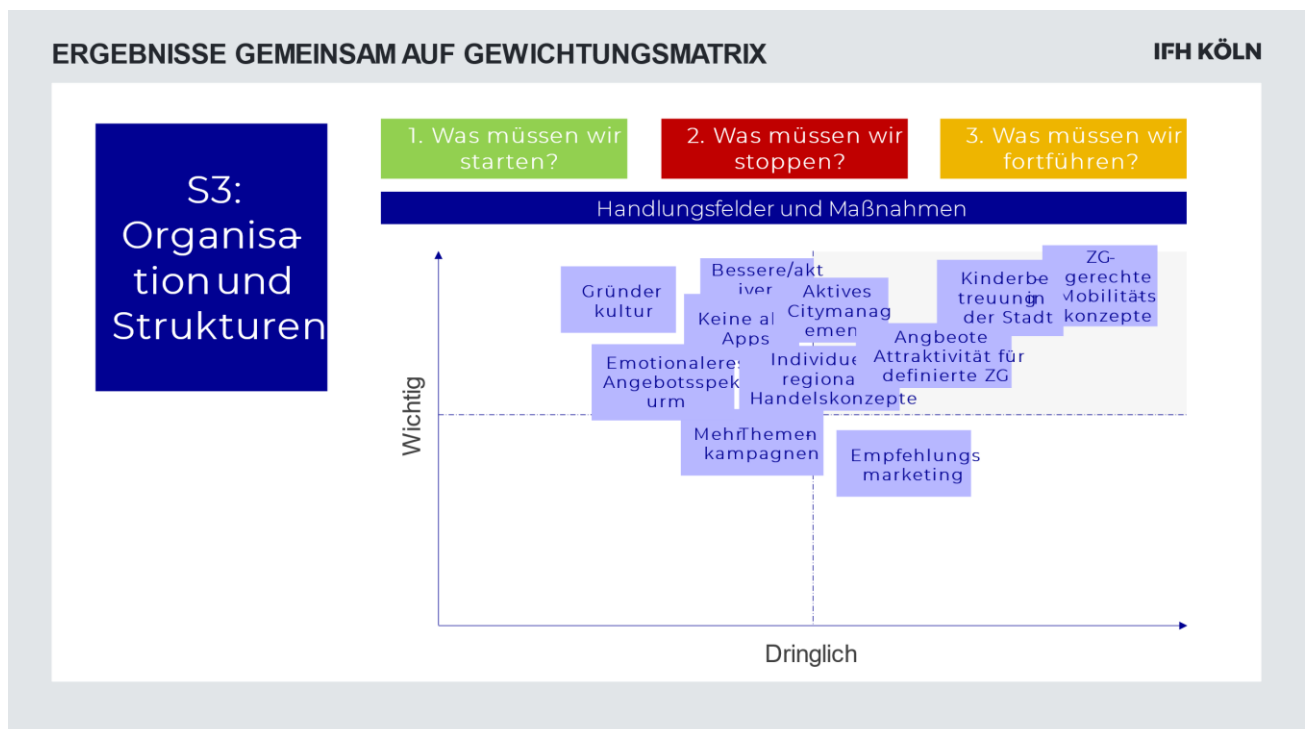 ERGEBNISSE GEMEINSAM AUF GEWICHTUNGSMATRIX
IFH KÖLN
S3:
Organisa-
tion und
Strukturen
1. Was müssen wir
starten?
2. Was müssen wir
stoppen?
3. Was müssen wir
fortführen?
Handlungsfelder und Maßnahmen
Wichtig
Gründer
kultur
Bessere/akt
iver
Keine al
Apps
Aktives
Citymanag
emen
Kinderbe-
treuung in
der Stadt
ZG-
gerechte
Mobilitäts-
konzepte
Angbeote
Attraktivität für
definierte ZG
Emotionaleres
Angebotsspek
urm
Individue
regiona
Handelskonzepte
Mehr Themen-
kampagnen
Empfehlungs
marketing
Dringlich